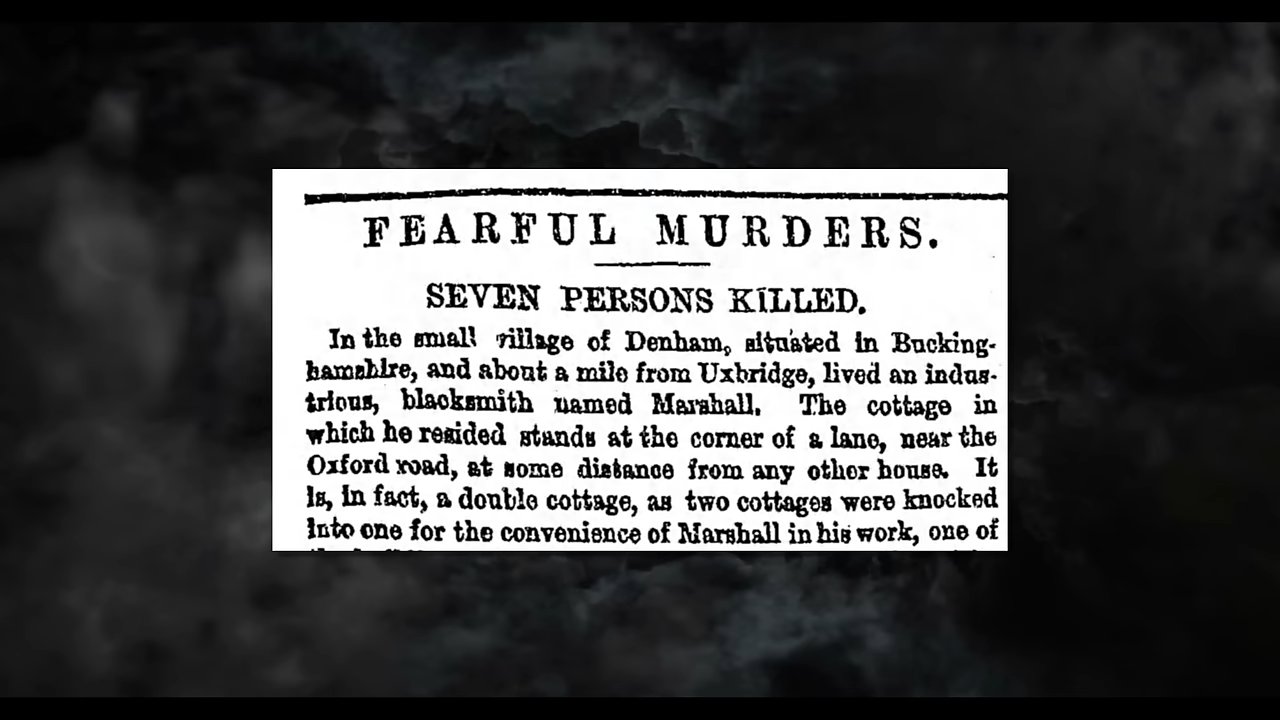 FEARFUL MURDERS.
SEVEN PERSONS KILLED.
In the small village of Denham, situated in Bucking-
hamshire, and about a mile from Uxbridge, lived an indus-
trious, blacksmith named Marshall. The cottage in
which he resided stands at the corner of a lane, near the
Oxford road, at some distance from any other house. It
is, in fact, a double cottage, as two cottages were knocked
into one for the convenience of Marshall in his work, one of